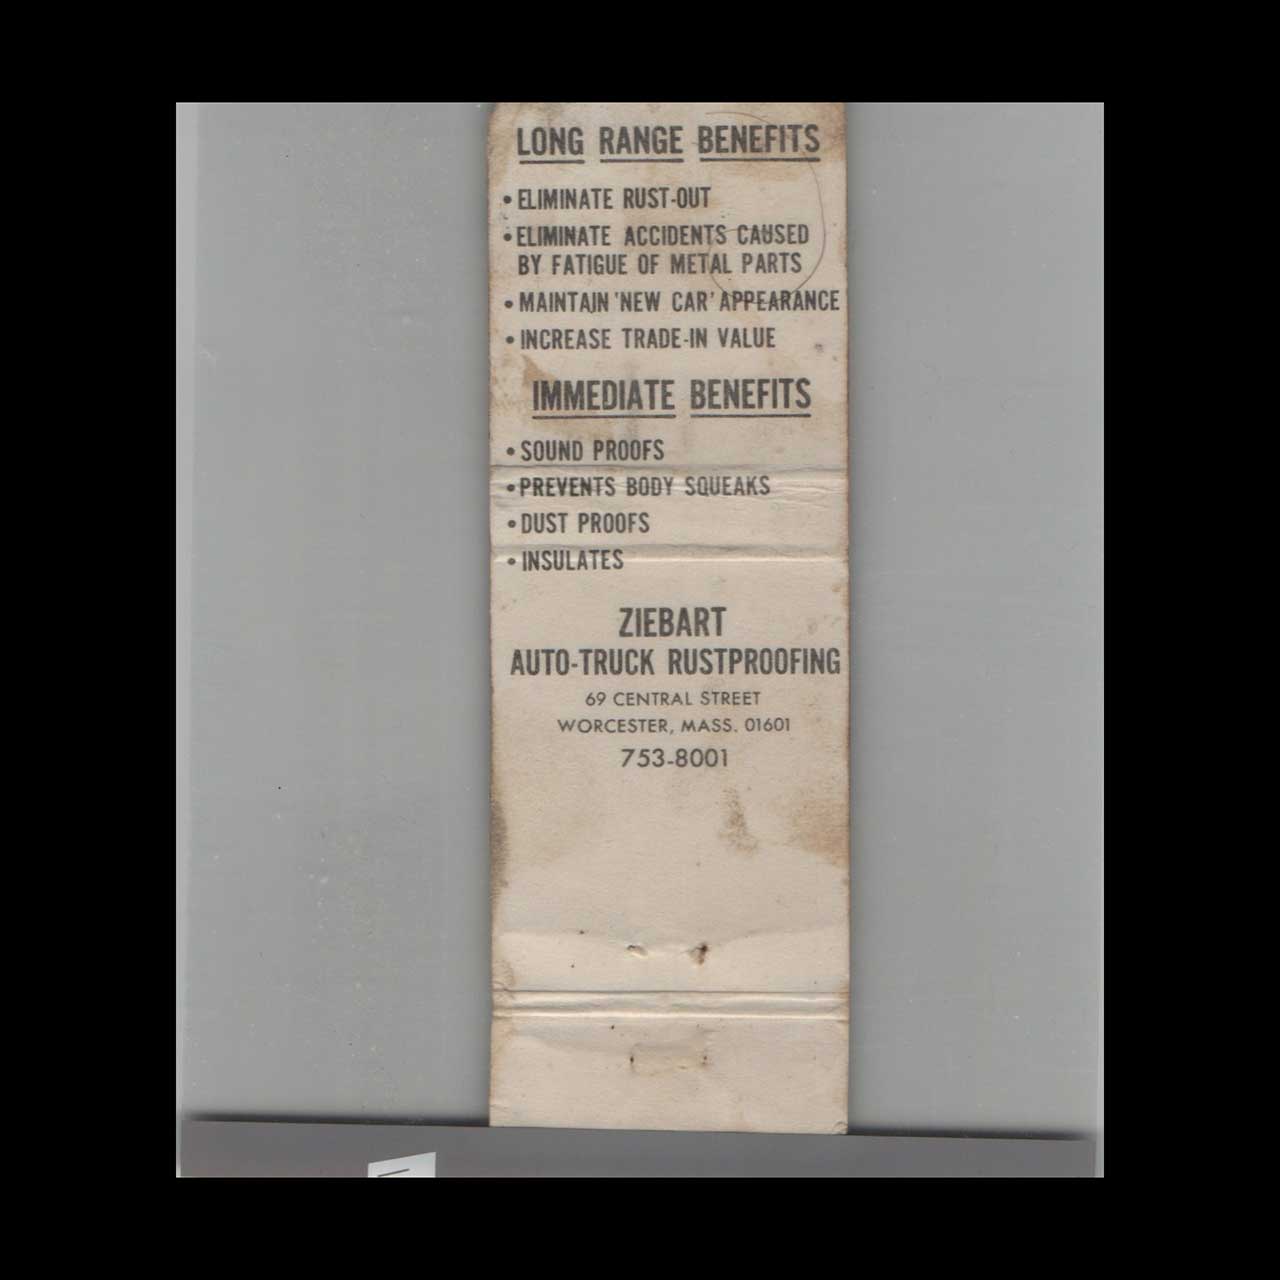 LONG RANGE BENEFITS
• ELIMINATE RUST-OUT
• ELIMINATE ACCIDENTS CAUSED
BY FATIGUE OF METAL PARTS
• MAINTAIN 'NEW CAR' APPEARANCE
• INCREASE TRADE-IN VALUE
IMMEDIATE BENEFITS
• SOUND PROOFS
• PREVENTS BODY SQUEAKS
• DUST PROOFS
• INSULATES
ZIEBART
AUTO-TRUCK RUSTPROOFING
69 CENTRAL STREET
WORCESTER, MASS. 01601
753-8001